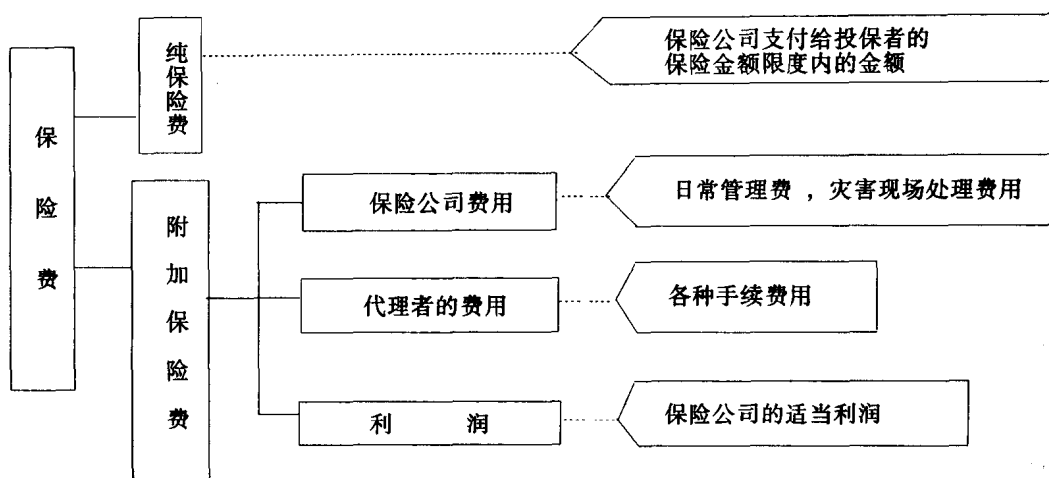 保险费
纯保险费
保险公司支付给投保者的
保险金额限度内的金额
附加保险费
保险公司费用
日常管理费，灾害现场处理费用
代理者的费用
各种手续费用
利 润
保险公司的适当利润